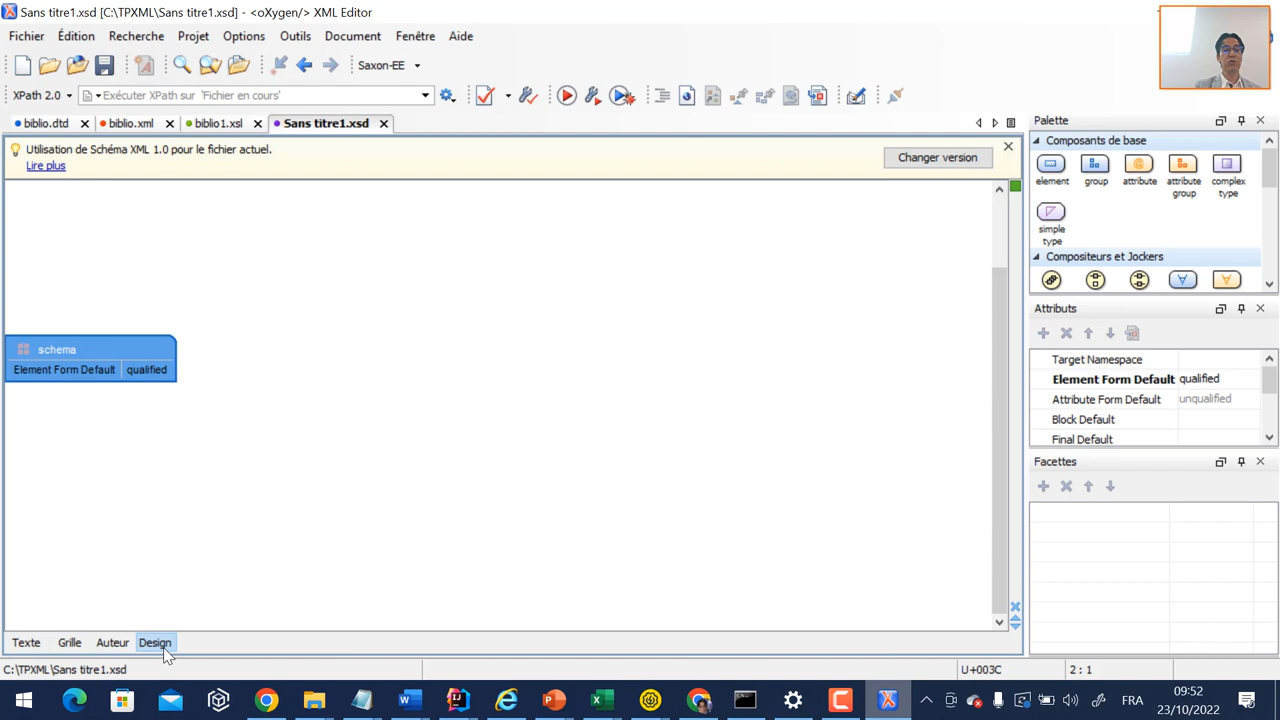 Sans titre1.xsd [C:\TPXML\Sans titre1.xsd] - <oXygen/> XML Editor
Fichier Édition Recherche Projet Options Outils Document Fenêtre Aide
Saxon-EE
XPath 2.0 Exécuter XPath sur 'Fichier en cours'
biblio.dtd biblio.xml biblio1.xsl Sans titre1.xsd
Utilisation de Schéma XML 1.0 pour le fichier actuel.
Lire plus
Changer version
schema
Element Form Default qualified
Palette
Composants de base
element group attribute attribute group complex type
simple type
Compositeurs et Jockers
Attributs
Target Namespace
Element Form Default qualified
Attribute Form Default unqualified
Block Default
Final Default
Facettes
Texte Grille Auteur Design
C:\TPXML\Sans titre1.xsd U+003C 2 : 1
FRA
09:52
23/10/2022